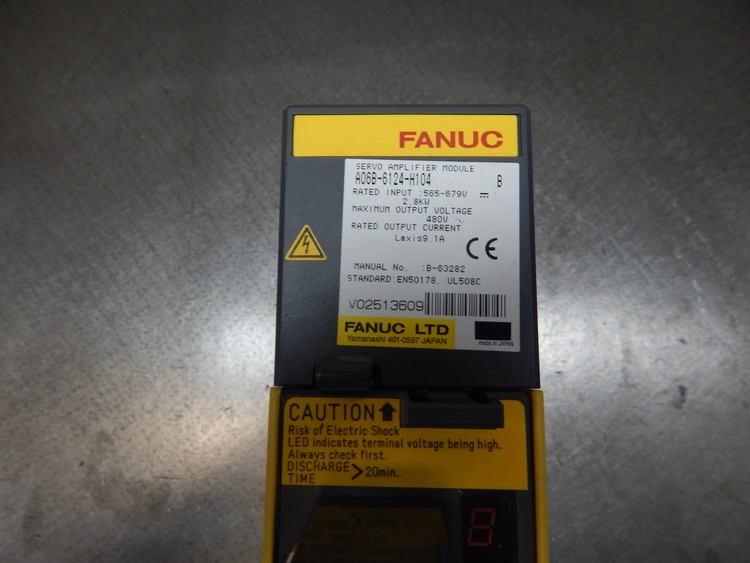 FANUC
SERVO AMPLIFIER MODULE
A06B-6124-H104 B
RATED INPUT :565-679V ⎓
2.8KW
MAXIMUM OUTPUT VOLTAGE
480V ~
RATED OUTPUT CURRENT
Laxis9.1A
CE
MANUAL No. :B-63282
STANDARD:EN50178, UL508C
V02513609
FANUC LTD
Yamanashi 401-0597 JAPAN
made in JAPAN
CAUTION
Risk of Electric Shock
LED indicates terminal voltage being high.
Always check first.
DISCHARGE
TIME >20min.
8.